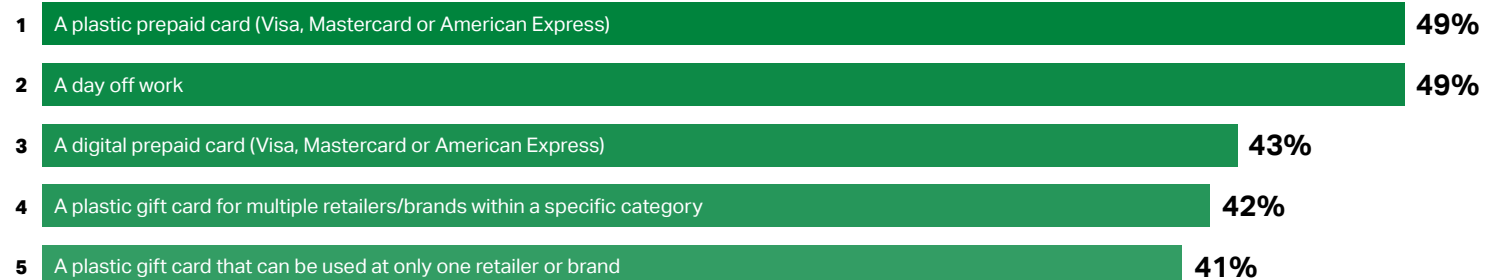 1 A plastic prepaid card (Visa, Mastercard or American Express) 49%
2 A day off work 49%
3 A digital prepaid card (Visa, Mastercard or American Express) 43%
4 A plastic gift card for multiple retailers/brands within a specific category 42%
5 A plastic gift card that can be used at only one retailer or brand 41%